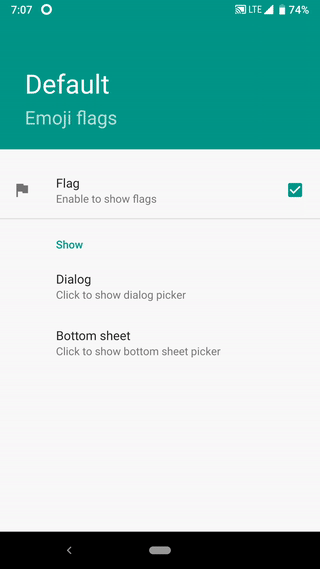 7:07 LTE 74%
Default
Emoji flags
Flag
Enable to show flags
Show
Dialog
Click to show dialog picker
Bottom sheet
Click to show bottom sheet picker